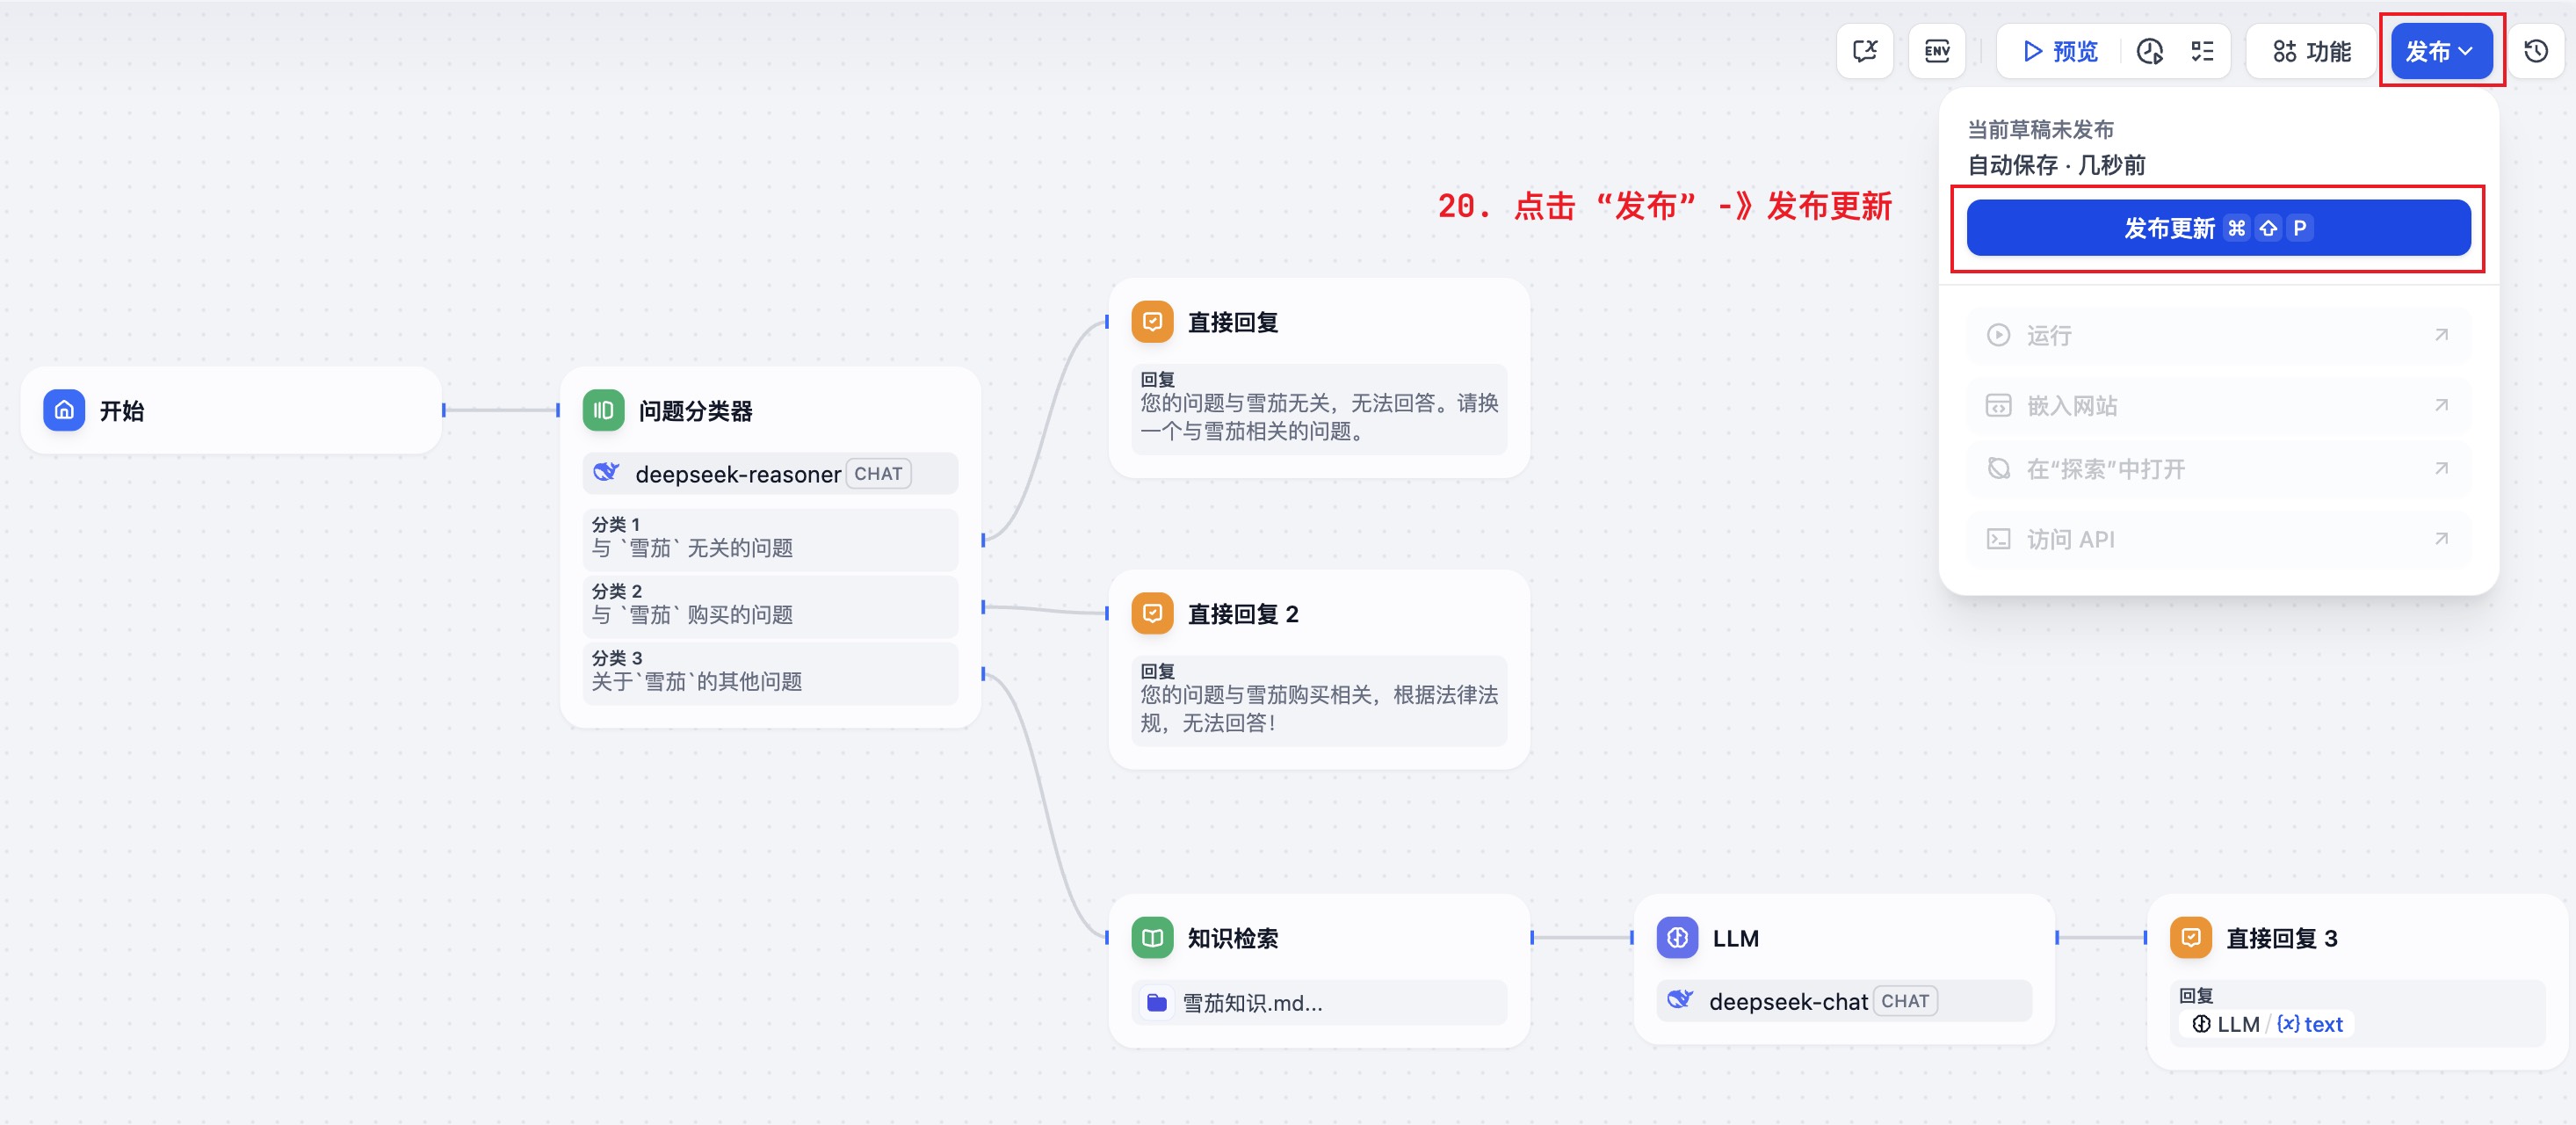 ENV
预览
功能
发布
当前草稿未发布
自动保存 · 几秒前
20. 点击 “发布” -》发布更新
发布更新 ⌘ ⇧ P
运行
嵌入网站
在“探索”中打开
访问 API
开始
问题分类器
deepseek-reasoner CHAT
分类 1
与 `雪茄` 无关的问题
分类 2
与 `雪茄` 购买的问题
分类 3
关于`雪茄`的其他问题
直接回复
回复
您的问题与雪茄无关，无法回答。请换
一个与雪茄相关的问题。
直接回复 2
回复
您的问题与雪茄购买相关，根据法律法
规，无法回答！
知识检索
雪茄知识.md...
LLM
deepseek-chat CHAT
直接回复 3
回复
LLM / {x} text